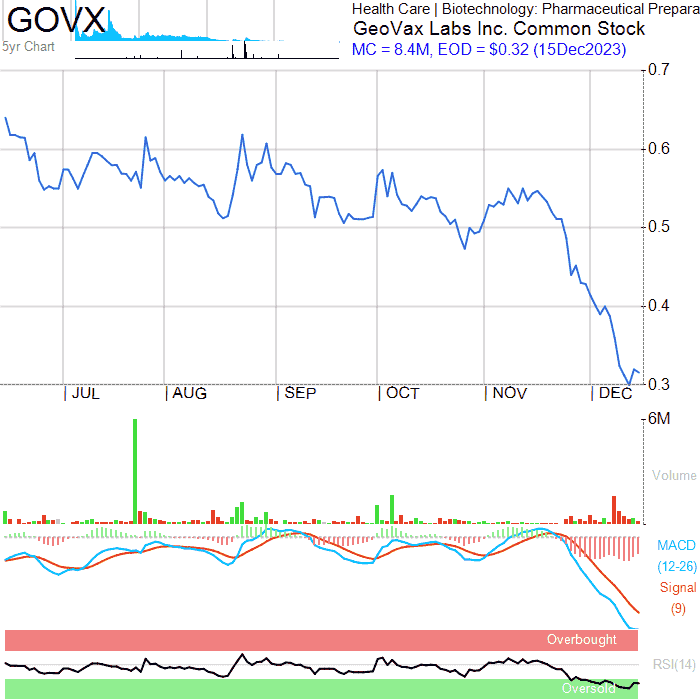 GOVX
5yr Chart
Health Care | Biotechnology: Pharmaceutical Prepara
GeoVax Labs Inc. Common Stock
MC = 8.4M, EOD = $0.32 (15Dec2023)
0.7
0.6
0.5
0.4
0.3
JUL AUG SEP OCT NOV DEC
6M
Volume
MACD
(12-26)
Signal
(9)
Overbought
RSI(14)
Oversold